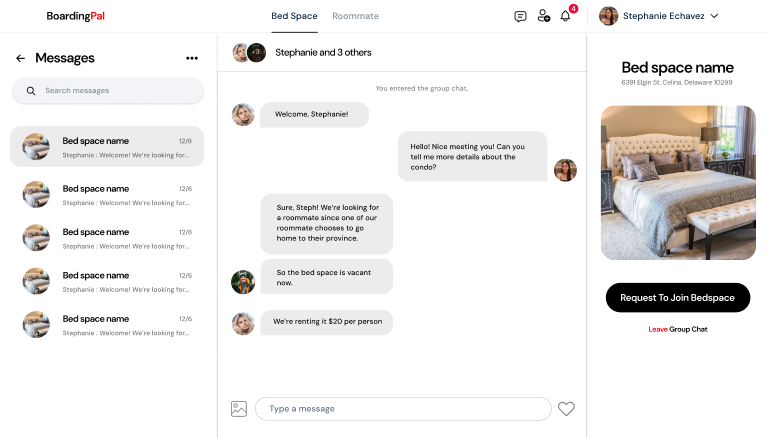 BoardingPal
Bed Space
Roommate
4
Stephanie Echavez
Messages
Search messages
Bed space name
12/6
Stephanie : Welcome! We're looking for...
Bed space name
12/6
Stephanie : Welcome! We're looking for...
Bed space name
12/6
Stephanie : Welcome! We're looking for...
Bed space name
12/6
Stephanie : Welcome! We're looking for...
Bed space name
12/6
Stephanie : Welcome! We're looking for...
+3
Stephanie and 3 others
You entered the group chat.
Welcome, Stephanie!
Hello! Nice meeting you! Can you
tell me more details about the
condo?
Sure, Steph! We're looking for
a roommate since one of our
roommate chooses to go
home to their province.
So the bed space is vacant
now.
We're renting it $20 per person
Type a message
Bed space name
6391 Elgin St. Celina, Delaware 10299
Request To Join Bedspace
Leave Group Chat